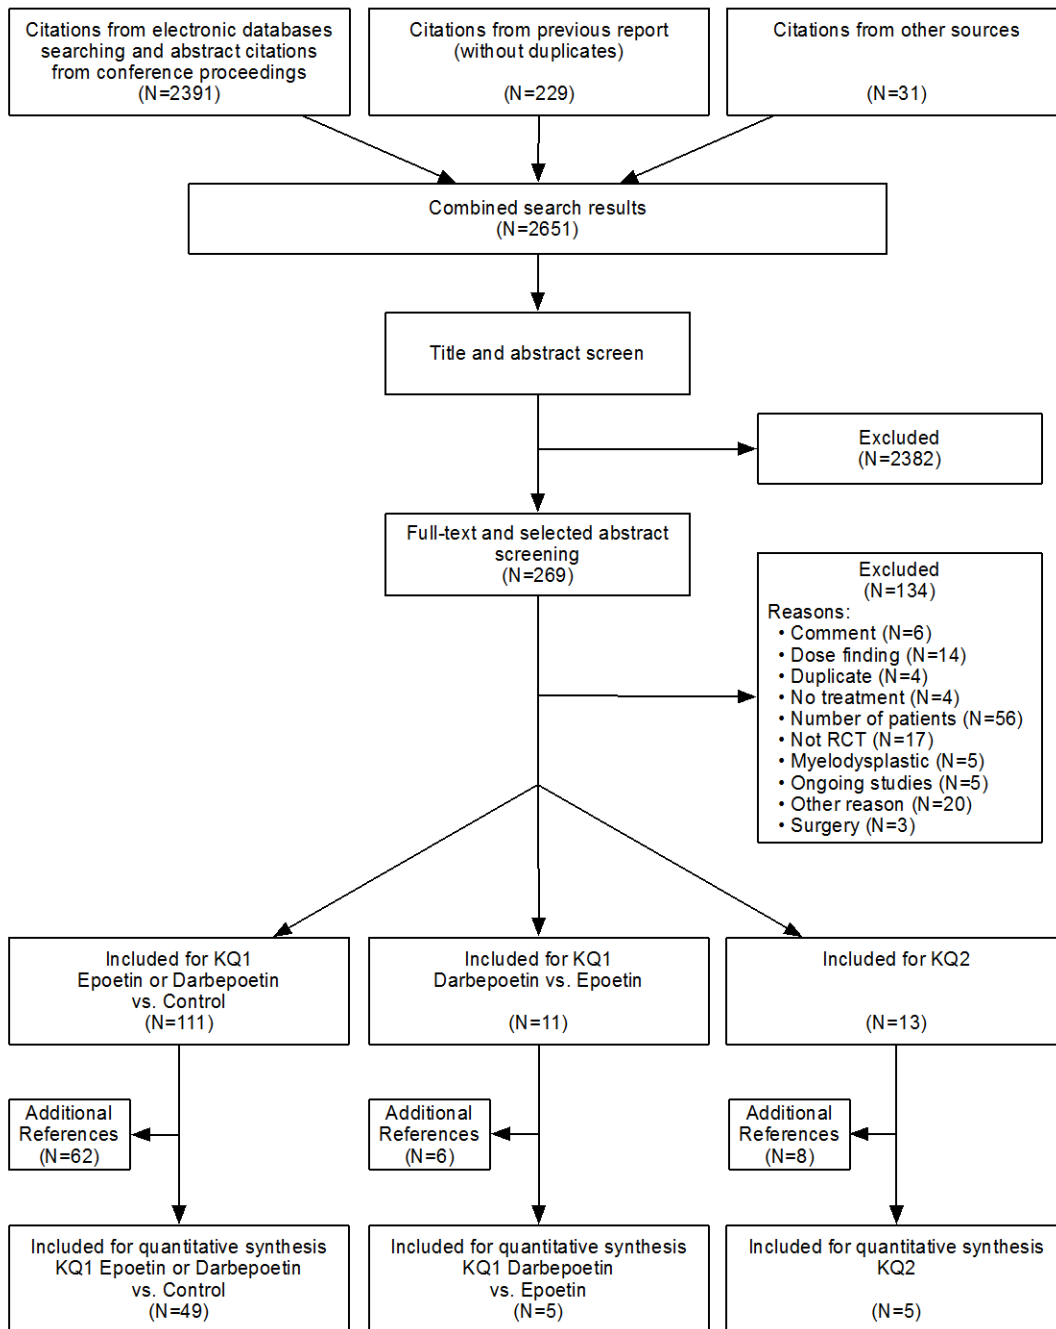 Citations from electronic databases
searching and abstract citations
from conference proceedings
(N=2391)
Citations from previous report
(without duplicates)
(N=229)
Citations from other sources
(N=31)
Combined search results
(N=2651)
Title and abstract screen
Excluded
(N=2382)
Full-text and selected abstract
screening
(N=269)
Excluded
(N=134)
Reasons:
• Comment (N=6)
• Dose finding (N=14)
• Duplicate (N=4)
• No treatment (N=4)
• Number of patients (N=56)
• Not RCT (N=17)
• Myelodysplastic (N=5)
• Ongoing studies (N=5)
• Other reason (N=20)
• Surgery (N=3)
Included for KQ1
Epoetin or Darbepoetin
vs. Control
(N=111)
Included for KQ1
Darbepoetin vs. Epoetin
(N=11)
Included for KQ2
(N=13)
Additional
References
(N=62)
Additional
References
(N=6)
Additional
References
(N=8)
Included for quantitative synthesis
KQ1 Epoetin or Darbepoetin
vs. Control
(N=49)
Included for quantitative synthesis
KQ1 Darbepoetin
vs. Epoetin
(N=5)
Included for quantitative synthesis
KQ2
(N=5)